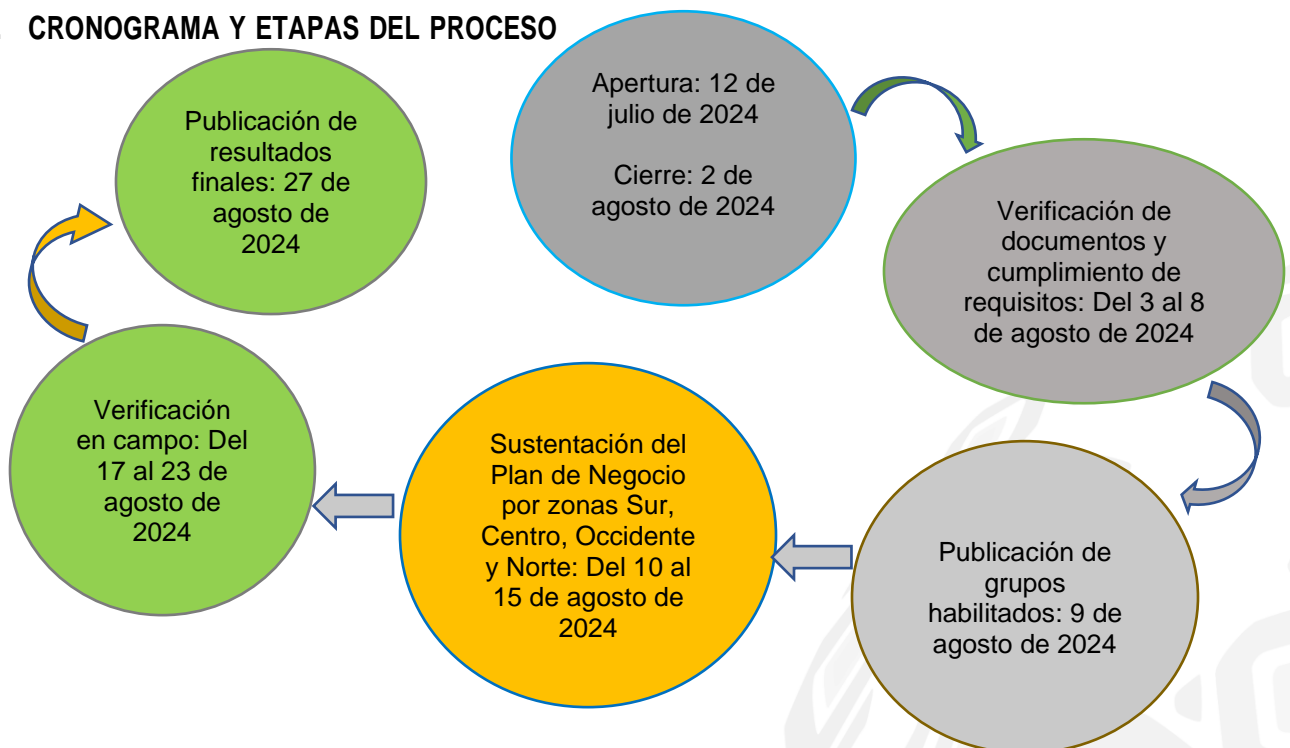 CRONOGRAMA Y ETAPAS DEL PROCESO
Apertura: 12 de
julio de 2024
Cierre: 2 de
agosto de 2024
Verificación de
documentos y
cumplimiento de
requisitos: Del 3 al 8
de agosto de 2024
Publicación de
grupos
habilitados: 9 de
agosto de 2024
Sustentación del
Plan de Negocio
por zonas Sur,
Centro, Occidente
y Norte: Del 10 al
15 de agosto de
2024
Verificación
en campo: Del
17 al 23 de
agosto de
2024
Publicación de
resultados
finales: 27 de
agosto de
2024